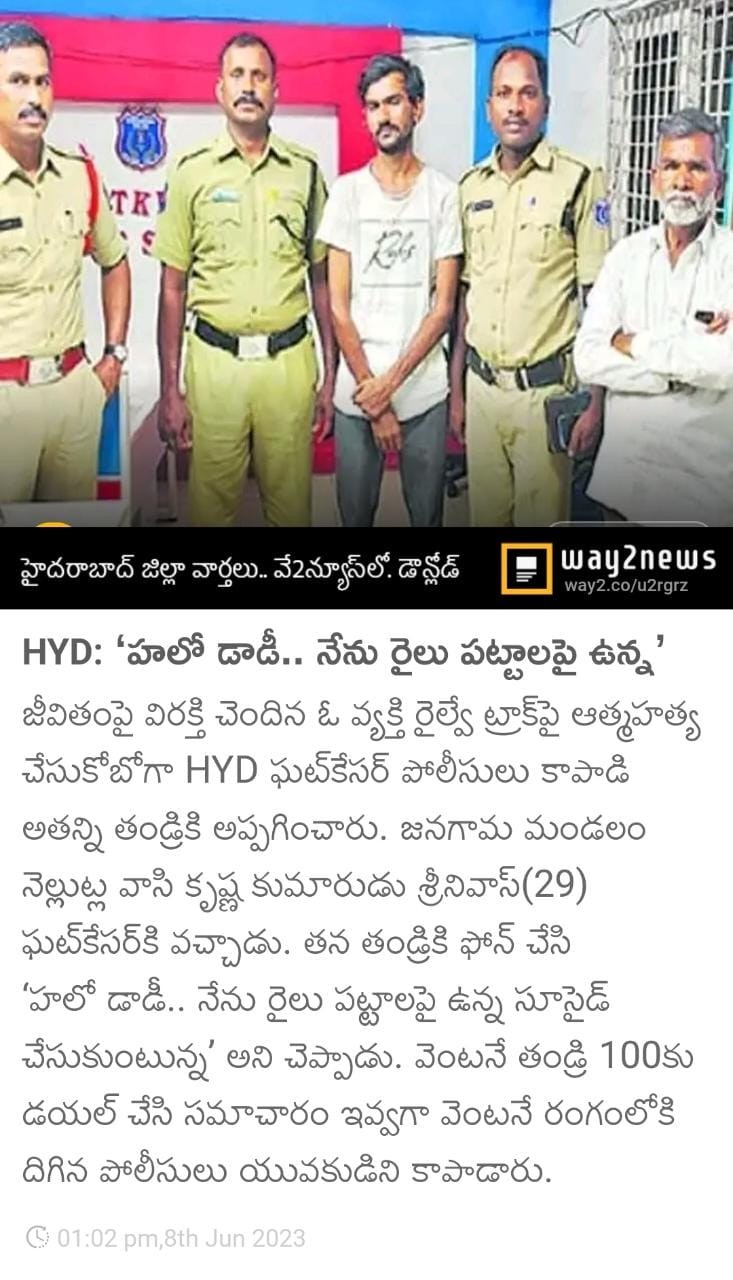 TK
S
హైదరాబాద్ జిల్లా వార్తలు.. వే2న్యూస్‌లో. డౌన్లోడ్
way2news
way2.co/u2rgrz
HYD: ‘హలో డాడీ.. నేను రైలు పట్టాలపై ఉన్న’
జీవితంపై విరక్తి చెందిన ఓ వ్యక్తి రైల్వే ట్రాక్‌పై ఆత్మహత్య
చేసుకోబోగా HYD ఘట్‌కేసర్ పోలీసులు కాపాడి
అతన్ని తండ్రికి అప్పగించారు. జనగామ మండలం
నెల్లుట్ల వాసి కృష్ణ కుమారుడు శ్రీనివాస్(29)
ఘట్‌కేసర్‌కి వచ్చాడు. తన తండ్రికి ఫోన్ చేసి
‘హలో డాడీ.. నేను రైలు పట్టాలపై ఉన్న సూసైడ్
చేసుకుంటున్న’ అని చెప్పాడు. వెంటనే తండ్రి 100కు
డయల్ చేసి సమాచారం ఇవ్వగా వెంటనే రంగంలోకి
దిగిన పోలీసులు యువకుడిని కాపాడారు.
01:02 pm,8th Jun 2023